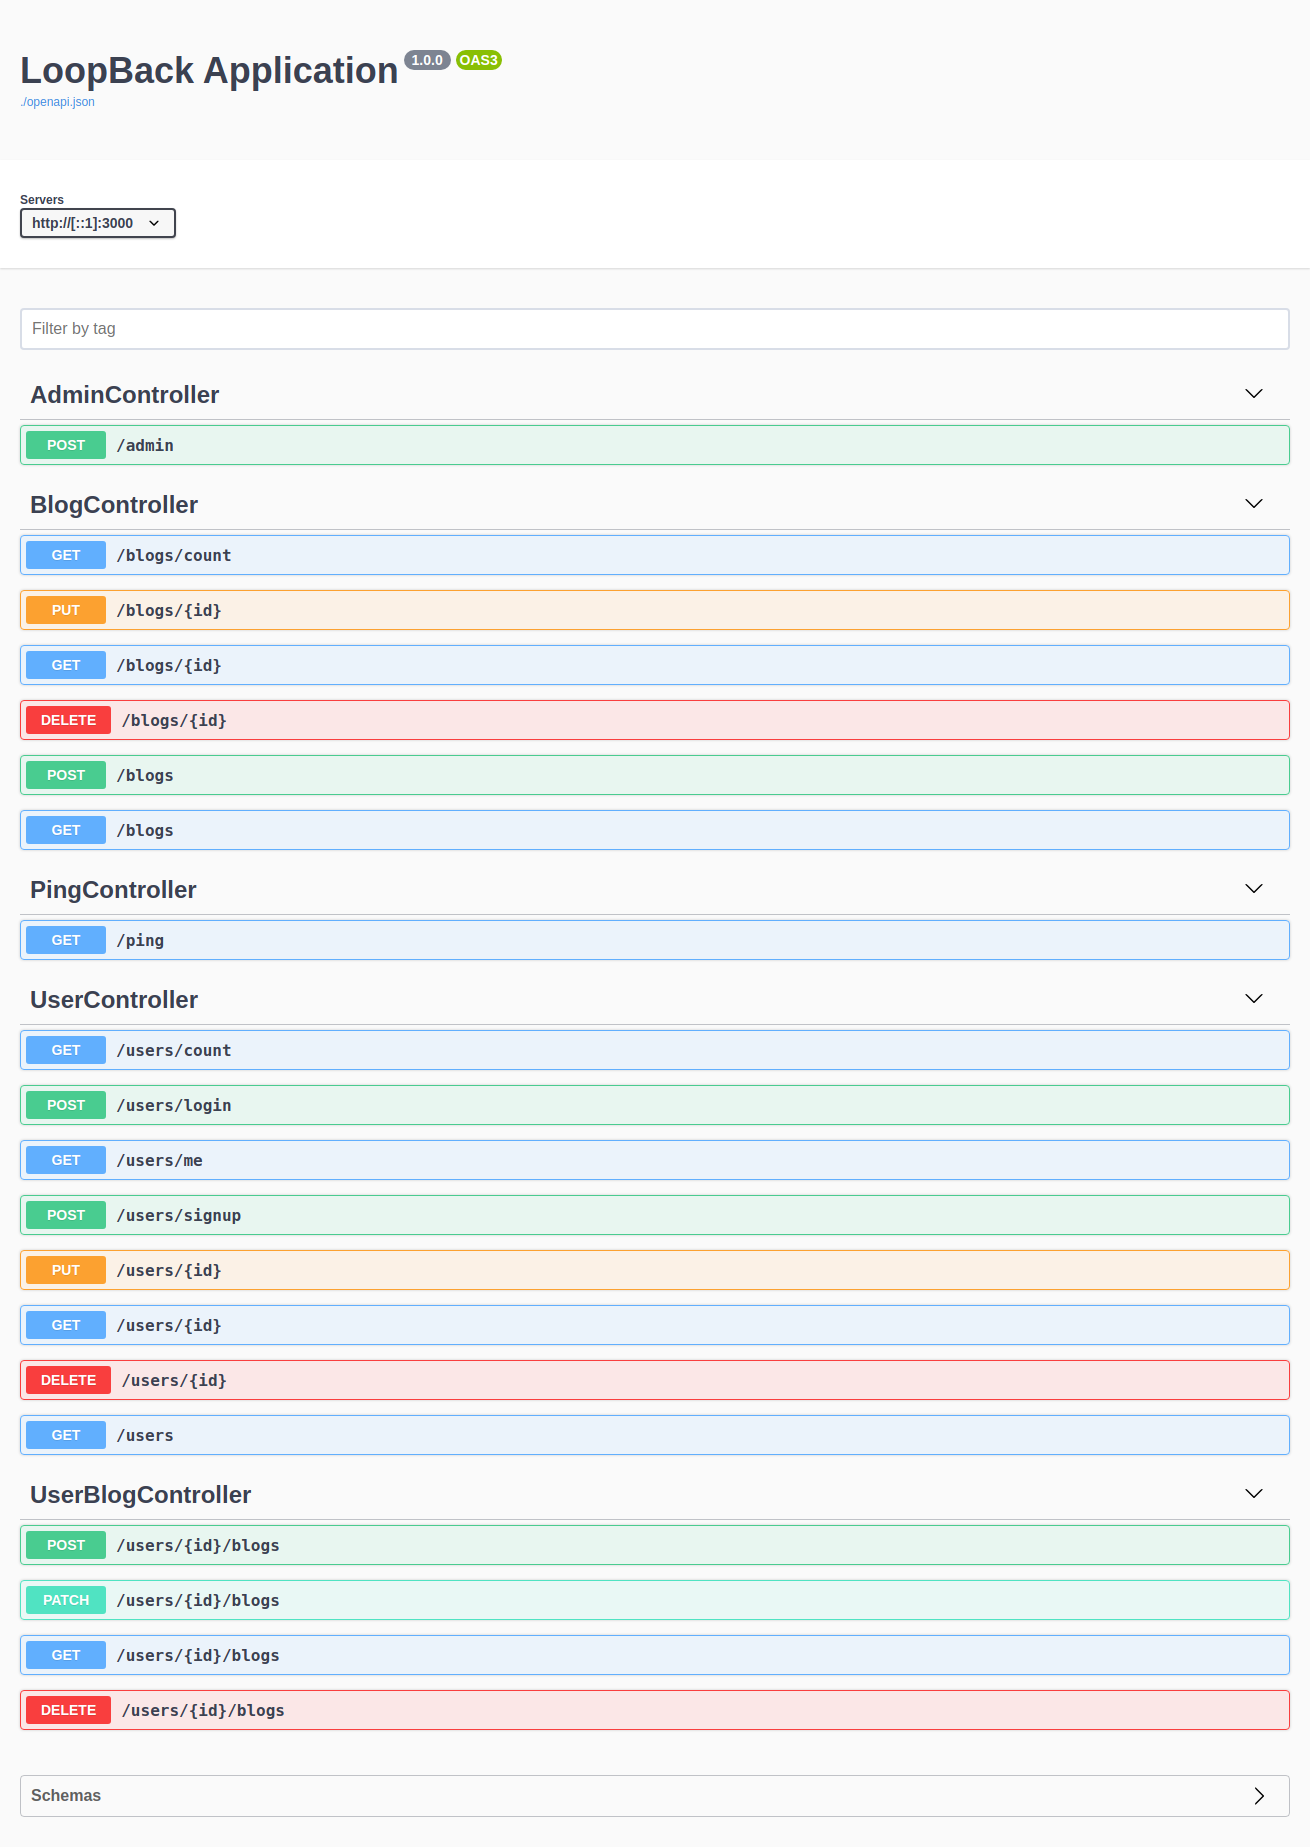 LoopBack Application 1.0.0 OAS3
./openapi.json
Servers
http://[::1]:3000
Filter by tag
AdminController
POST /admin
BlogController
GET /blogs/count
PUT /blogs/{id}
GET /blogs/{id}
DELETE /blogs/{id}
POST /blogs
GET /blogs
PingController
GET /ping
UserController
GET /users/count
POST /users/login
GET /users/me
POST /users/signup
PUT /users/{id}
GET /users/{id}
DELETE /users/{id}
GET /users
UserBlogController
POST /users/{id}/blogs
PATCH /users/{id}/blogs
GET /users/{id}/blogs
DELETE /users/{id}/blogs
Schemas